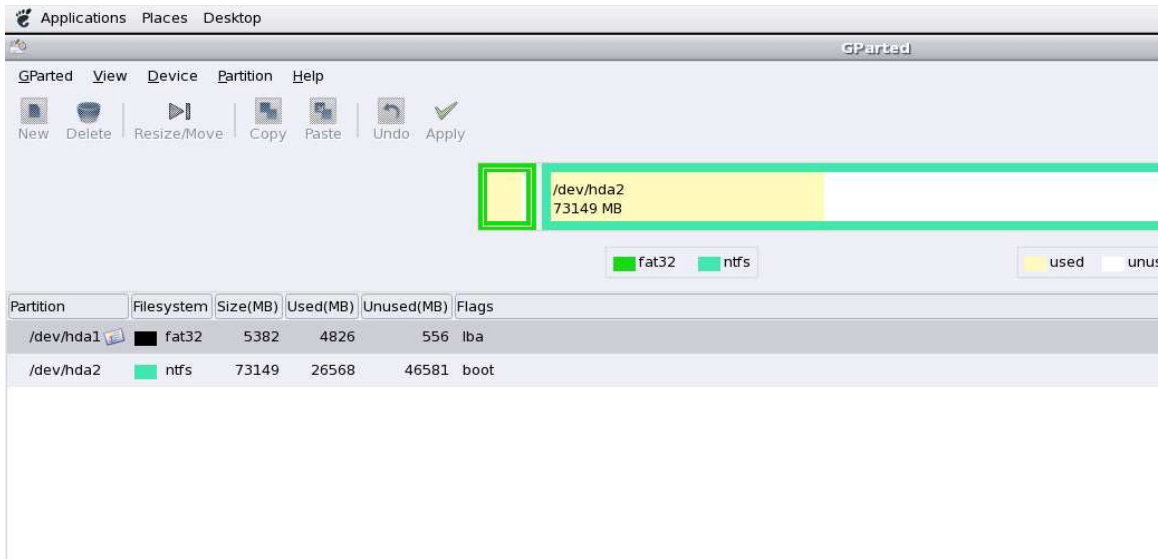 Applications Places Desktop
GParted
GParted View Device Partition Help
New Delete Resize/Move Copy Paste Undo Apply
/dev/hda2
73149 MB
fat32 ntfs used unus
Partition Filesystem Size(MB) Used(MB) Unused(MB) Flags
/dev/hda1 fat32 5382 4826 556 lba
/dev/hda2 ntfs 73149 26568 46581 boot